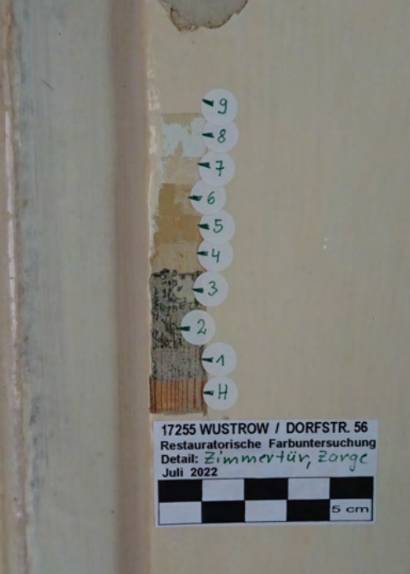 9
8
7
6
5
4
3
2
1
H
17255 WUSTROW / DORFSTR. 56
Restauratorische Farbuntersuchung
Detail: Zimmertür, Zarge
Juli 2022
5 cm